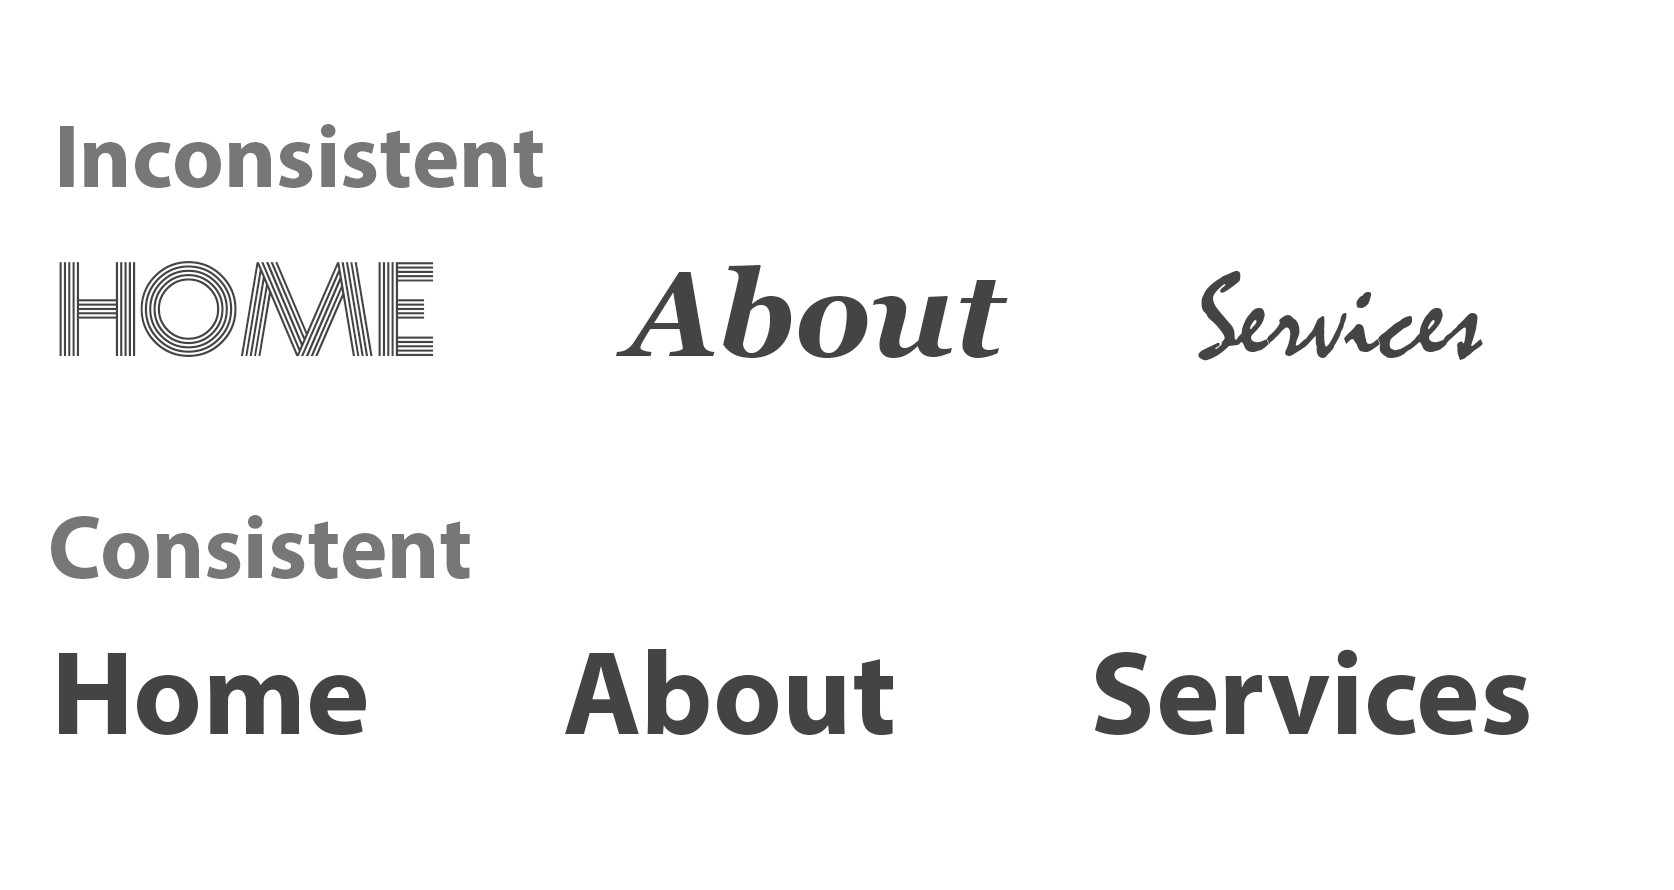 Inconsistent
HOME About Services
Consistent
Home About Services